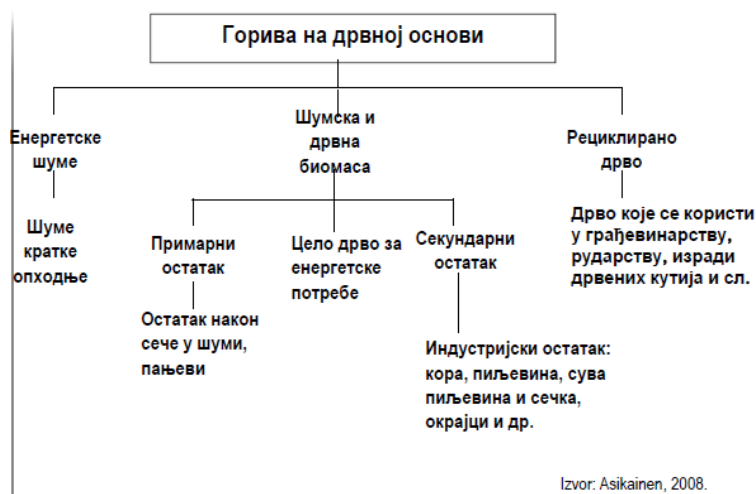 Горива на дрвној основи
Енергетске
шуме
Шумска и
дрвна
биомаса
Рециклирано
дрво
Шуме
кратке
опходње
Примарни
остатак
Цело дрво за
енергетске
потребе
Секундарни
остатак
Дрво које се користи
у грађевинарству,
рударству, изради
дрвених кутија и сл.
Остатак након
сече у шуми,
пањеви
Индустријски остатак:
кора, пиљевина, сува
пиљевина и сечка,
окрајци и др.
Izvor: Asikainen, 2008.